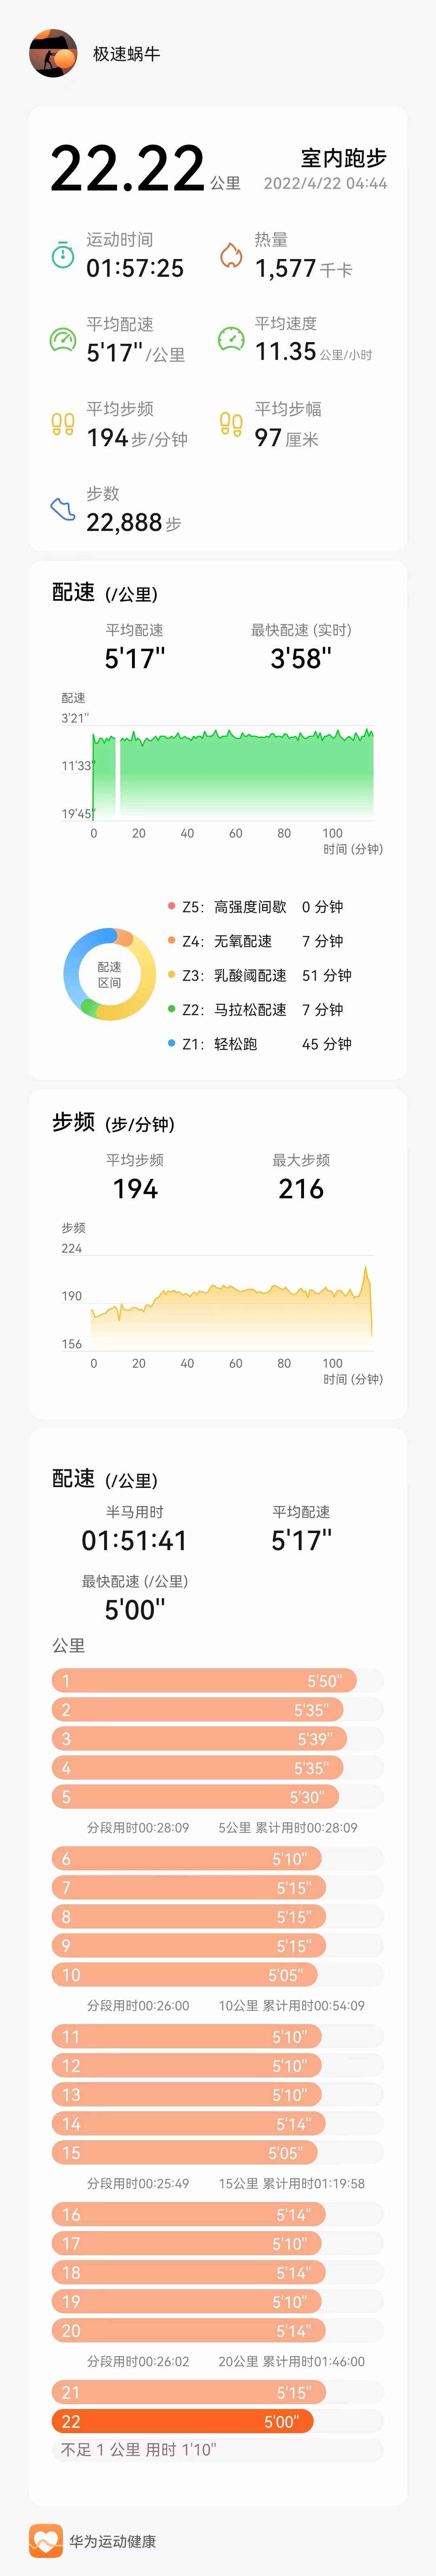 极速蜗牛
22.22 公里
室内跑步
2022/4/22 04:44
运动时间
01:57:25
热量
1,577 千卡
平均配速
5'17" /公里
平均速度
11.35 公里/小时
平均步频
194 步/分钟
平均步幅
97 厘米
步数
22,888 步
配速 (/公里)
平均配速
5'17"
最快配速 (实时)
3'58"
配速
3'21"
11'33"
19'45"
0 20 40 60 80 100
时间 (分钟)
配速
区间
Z5: 高强度间歇 0 分钟
Z4: 无氧配速 7 分钟
Z3: 乳酸阈配速 51 分钟
Z2: 马拉松配速 7 分钟
Z1: 轻松跑 45 分钟
步频 (步/分钟)
平均步频
194
最大步频
216
步频
224
190
156
0 20 40 60 80 100
时间 (分钟)
配速 (/公里)
半马用时
01:51:41
平均配速
5'17"
最快配速 (/公里)
5'00"
公里
1 5'50"
2 5'35"
3 5'39"
4 5'35"
5 5'30"
分段用时00:28:09 5公里 累计用时00:28:09
6 5'10"
7 5'15"
8 5'15"
9 5'15"
10 5'05"
分段用时00:26:00 10公里 累计用时00:54:09
11 5'10"
12 5'10"
13 5'10"
14 5'14"
15 5'05"
分段用时00:25:49 15公里 累计用时01:19:58
16 5'14"
17 5'10"
18 5'14"
19 5'10"
20 5'14"
分段用时00:26:02 20公里 累计用时01:46:00
21 5'15"
22 5'00"
不足 1 公里 用时 1'10"
华为运动健康